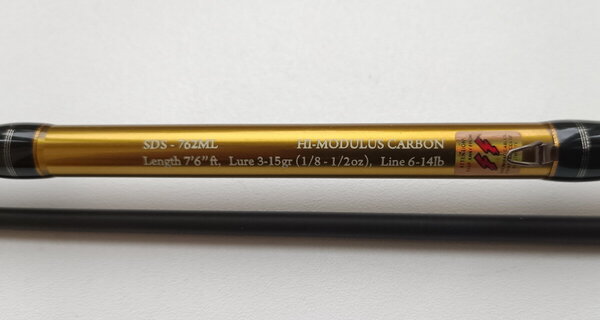 SDS - 762ML HI-MODULUS CARBON
Length 7'6"ft, Lure 3-15gr (1/8 - 1/2oz), Line 6-14lb